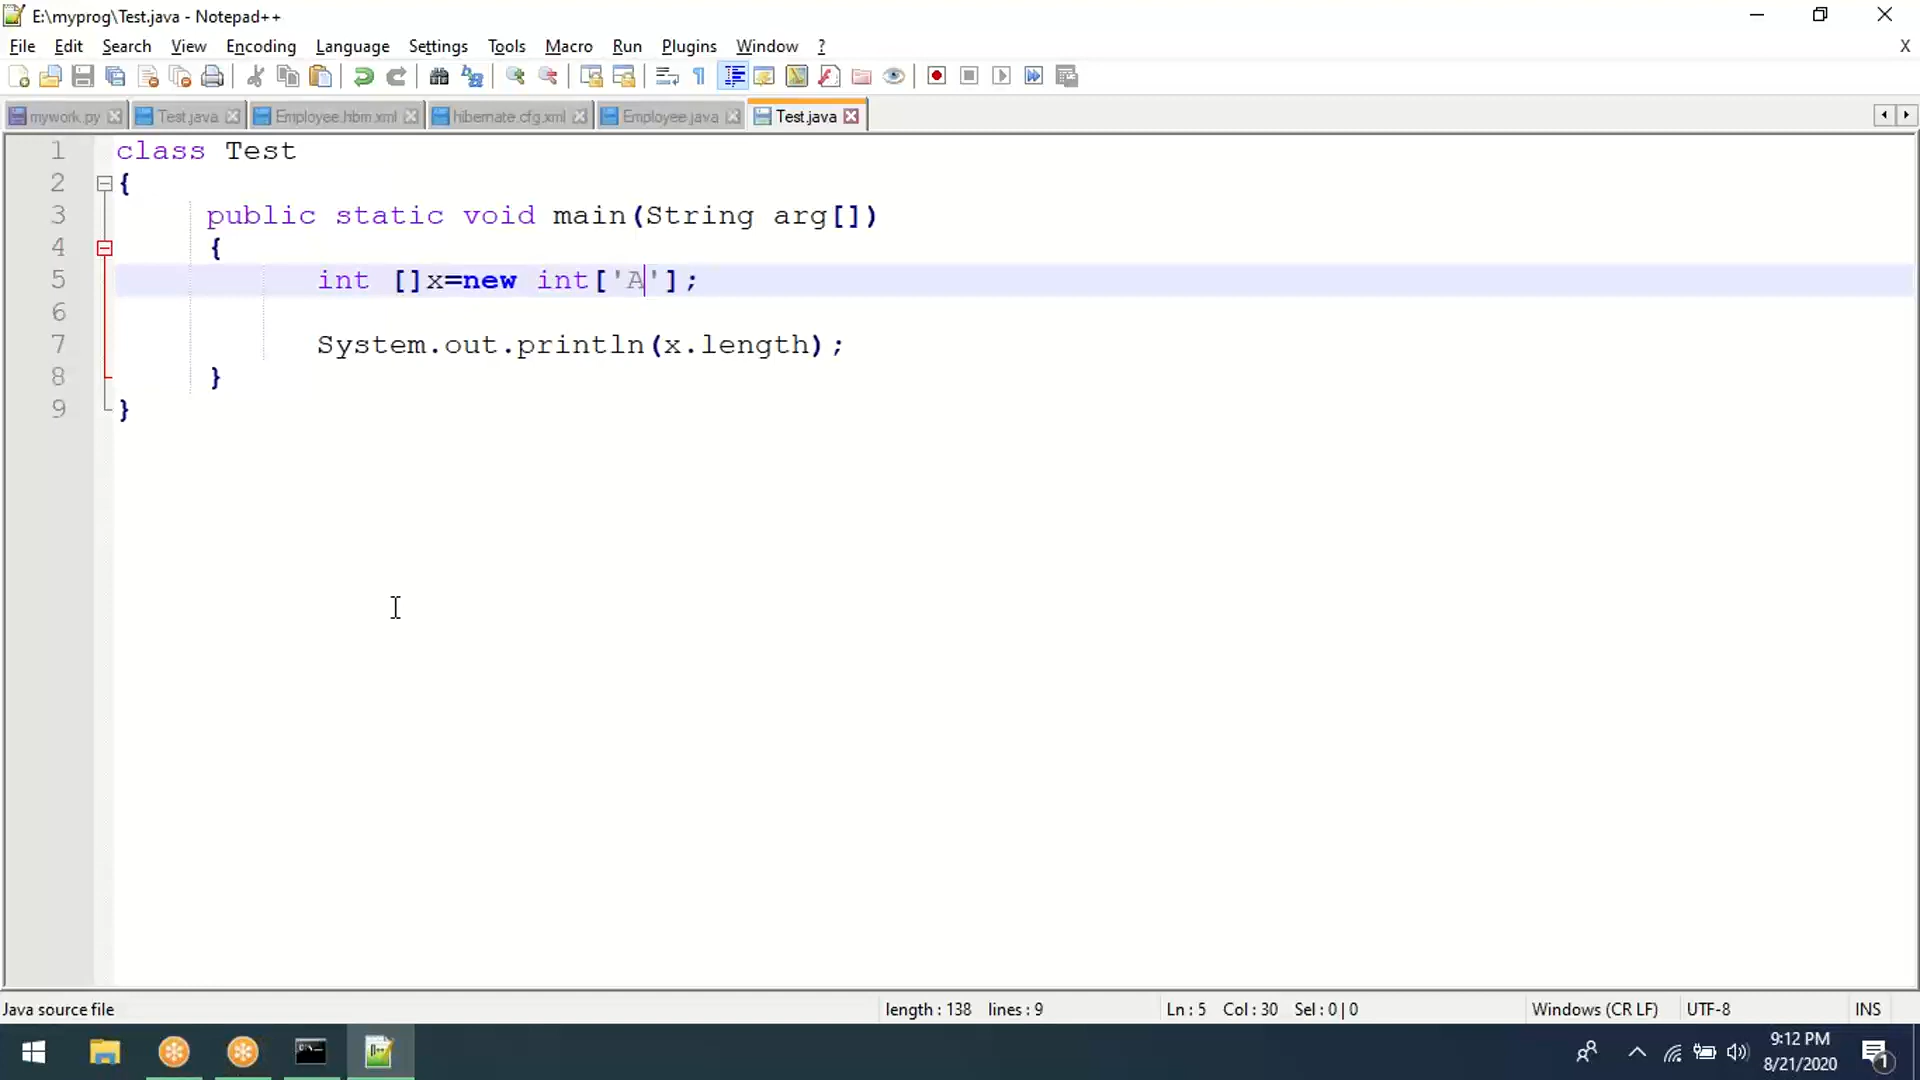 E:\myprog\Test.java - Notepad++
File Edit Search View Encoding Language Settings Tools Macro Run Plugins Window ? X
mywork.py Test.java Employee.hbm.xml hibernate.cfg.xml Employee.java Test.java
1 class Test
2 {
3 public static void main(String arg[])
4 {
5 int []x=new int['A'];
6
7 System.out.println(x.length);
8 }
9 }
Java source file length : 138 lines : 9 Ln : 5 Col : 30 Sel : 0 | 0 Windows (CR LF) UTF-8 INS
9:12 PM
8/21/2020
1